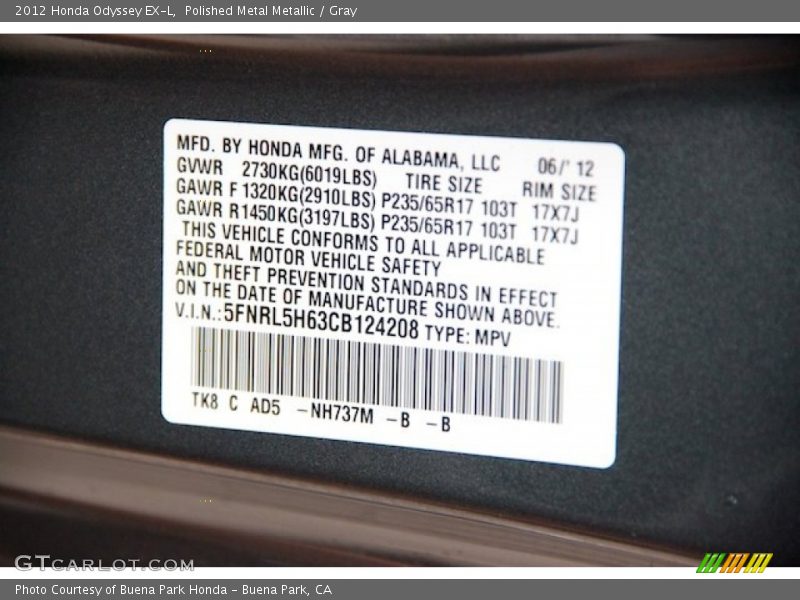 2012 Honda Odyssey EX-L, Polished Metal Metallic / Gray
MFD. BY HONDA MFG. OF ALABAMA, LLC 06/' 12
GVWR 2730KG(6019LBS) TIRE SIZE RIM SIZE
GAWR F 1320KG(2910LBS) P235/65R17 103T 17X7J
GAWR R1450KG(3197LBS) P235/65R17 103T 17X7J
THIS VEHICLE CONFORMS TO ALL APPLICABLE
FEDERAL MOTOR VEHICLE SAFETY
AND THEFT PREVENTION STANDARDS IN EFFECT
ON THE DATE OF MANUFACTURE SHOWN ABOVE.
V.I.N.:5FNRL5H63CB124208 TYPE: MPV
TK8 C AD5 -NH737M -B -B
GTCARLOT.COM
Photo Courtesy of Buena Park Honda - Buena Park, CA